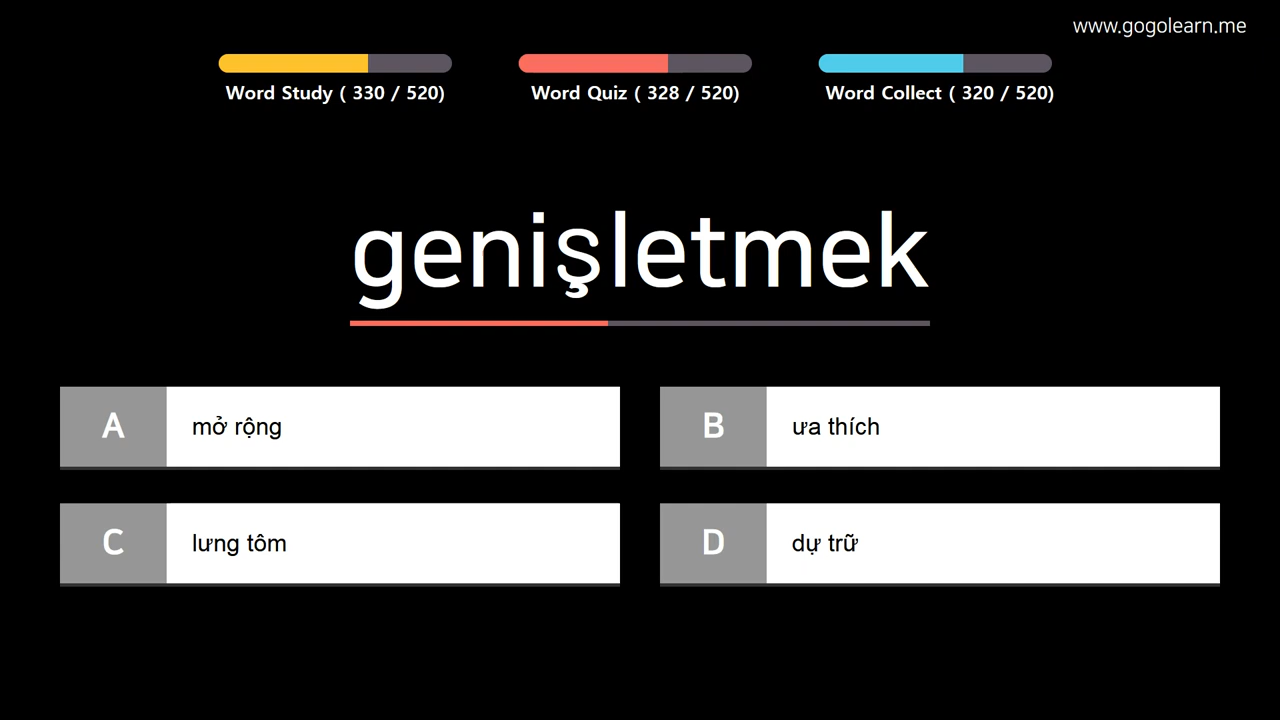 www.gogolearn.me
Word Study ( 330 / 520)
Word Quiz ( 328 / 520)
Word Collect ( 320 / 520)
genişletmek
A mở rộng
B ưa thích
C lưng tôm
D dự trữ